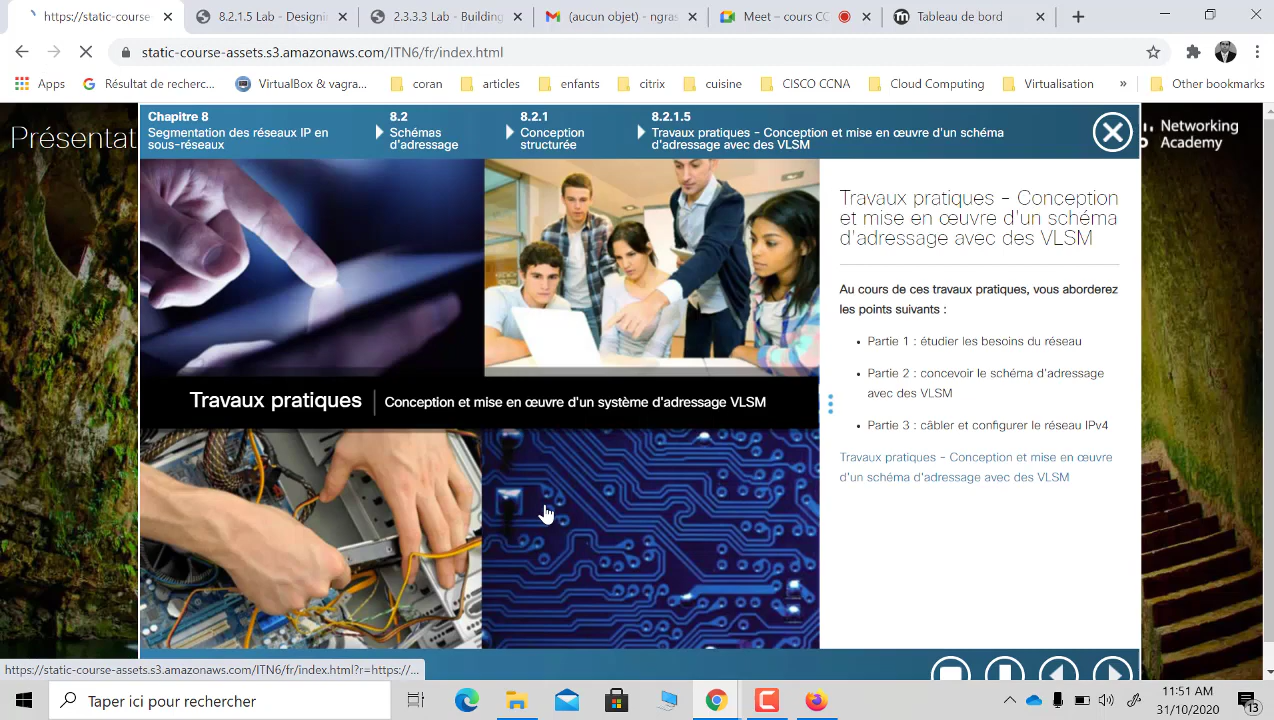 https://static-course-as
8.2.1.5 Lab - Designin
2.3.3.3 Lab - Building
(aucun objet) - ngras
Meet – CC
Tableau de bord
static-course-assets.s3.amazonaws.com/ITN6/fr/index.html
Apps
Résultat de recherc...
VirtualBox & vagra...
coran
articles
enfants
citrix
cuisine
CISCO CCNA
Cloud Computing
Virtualisation
»
Other bookmarks
Présentat
Chapitre 8
Segmentation des réseaux IP en
sous-réseaux
8.2
Schémas
d'adressage
8.2.1
Conception
structurée
8.2.1.5
Travaux pratiques – Conception et mise en œuvre d'un schéma
d'adressage avec des VLSM
Networking
Academy
Travaux pratiques – Conception
et mise en œuvre d'un schéma
d'adressage avec des VLSM
Au cours de ces travaux pratiques, vous aborderez
les points suivants :
• Partie 1 : étudier les besoins du réseau
• Partie 2 : concevoir le schéma d'adressage
avec des VLSM
• Partie 3 : câbler et configurer le réseau IPv4
Travaux pratiques – Conception et mise en œuvre
d'un schéma d'adressage avec des VLSM
Travaux pratiques
Conception et mise en œuvre d'un système d'adressage VLSM
https://static-course-assets.s3.amazonaws.com/ITN6/fr/index.html?r=https://...
Taper ici pour rechercher
11:51 AM
31/10/2020
13